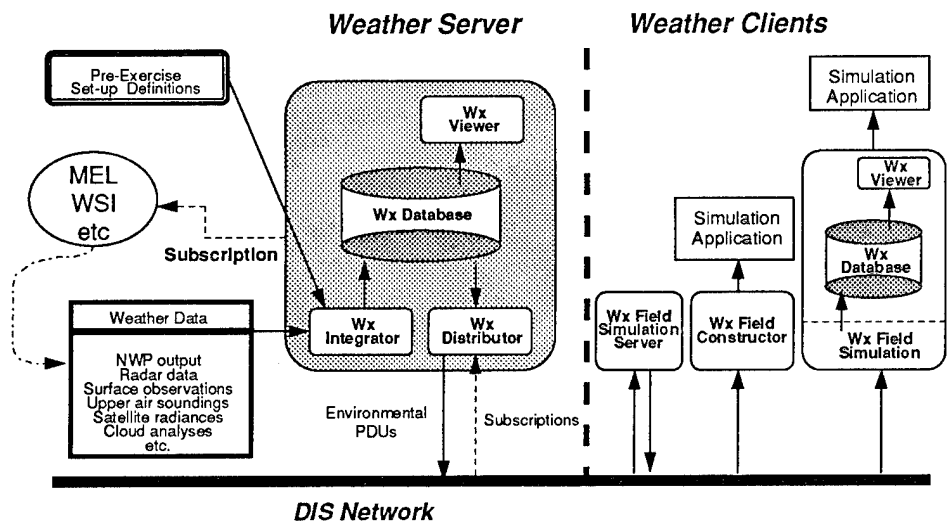 Weather Server
Weather Clients
Pre-Exercise
Set-up Definitions
MEL
WSI
etc
Subscription
Weather Data
NWP output
Radar data
Surface observations
Upper air soundings
Satellite radiances
Cloud analyses
etc.
Wx
Viewer
Wx Database
Wx
Integrator
Wx
Distributor
Environmental
PDUs
Subscriptions
Wx Field
Simulation
Server
Simulation
Application
Wx Field
Constructor
Simulation
Application
Wx
Viewer
Wx
Database
Wx Field
Simulation
DIS Network